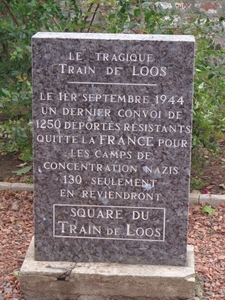 LE TRAGIQUE
TRAIN DE LOOS
LE 1ER SEPTEMBRE 1944
UN DERNIER CONVOI DE
1250 DEPORTÉS RÉSISTANTS
QUITTE LA FRANCE POUR
LES CAMPS DE
CONCENTRATION NAZIS
130 SEULEMENT
EN REVIENDRONT
SQUARE DU
TRAIN DE LOOS